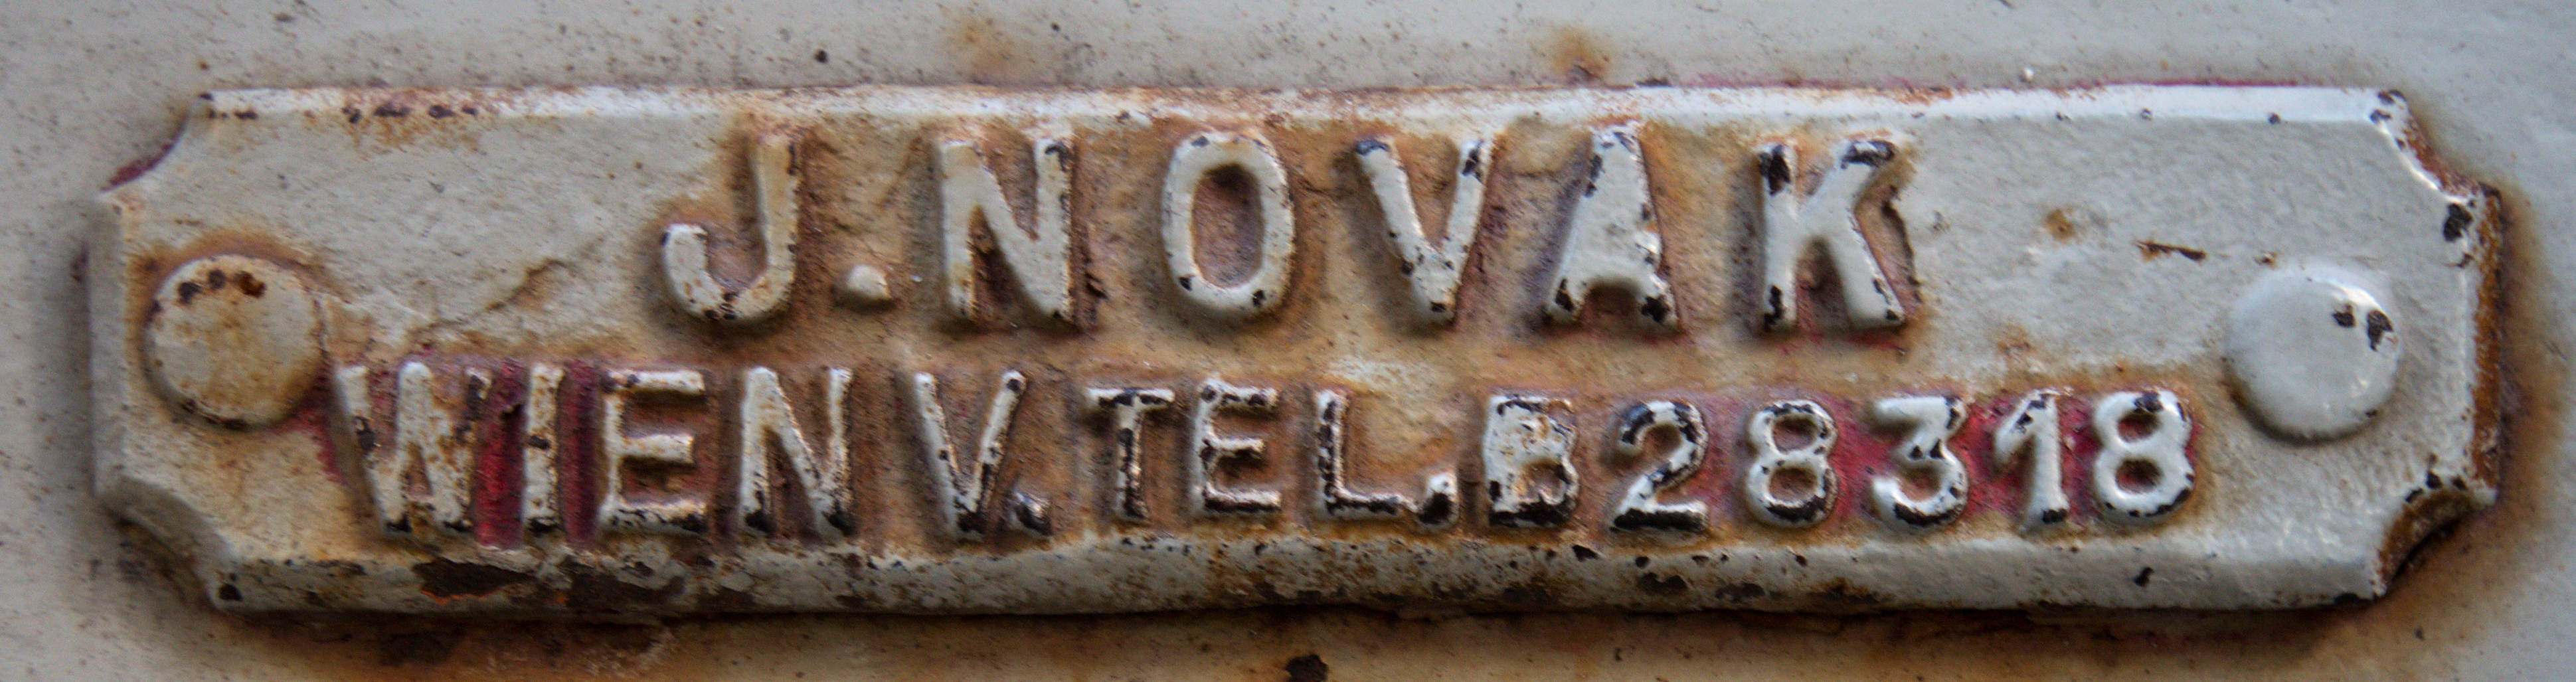 J. NOVAK
WIEN V. TEL. B 28318